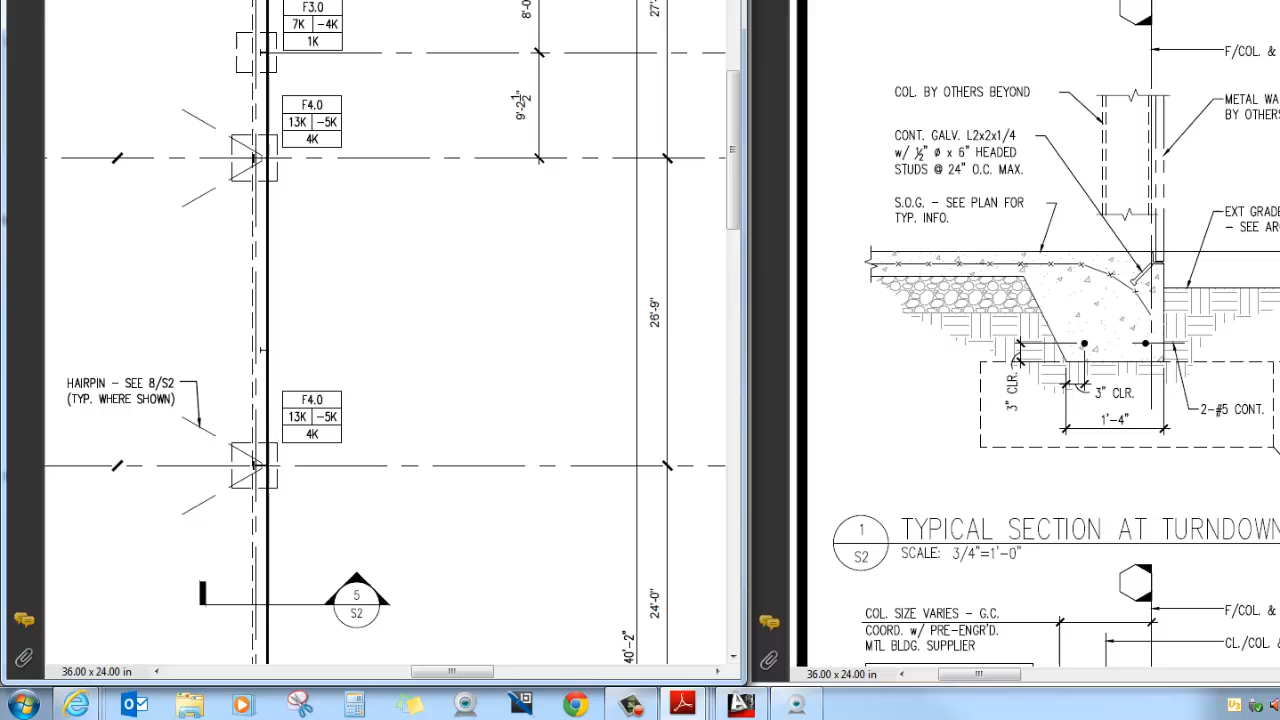 F3.0
7K -4K
1K
F4.0
13K -5K
4K
9'-2½"
26'-9"
HAIRPIN - SEE 8/S2
(TYP. WHERE SHOWN)
F4.0
13K -5K
4K
24'-0"
40'-2"
5
S2
36.00 x 24.00 in
F/COL. &
COL. BY OTHERS BEYOND
METAL WA
BY OTHERS
CONT. GALV. L2x2x1/4
w/ ½" ø x 6" HEADED
STUDS @ 24" O.C. MAX.
S.O.G. - SEE PLAN FOR
TYP. INFO.
EXT GRADE
- SEE AR
3" CLR.
3" CLR.
1'-4"
2-#5 CONT.
1
S2
TYPICAL SECTION AT TURNDOWN
SCALE: 3/4"=1'-0"
COL. SIZE VARIES - G.C.
COORD. w/ PRE-ENGR'D.
MTL BLDG. SUPPLIER
F/COL. &
CL/COL. &
36.00 x 24.00 in